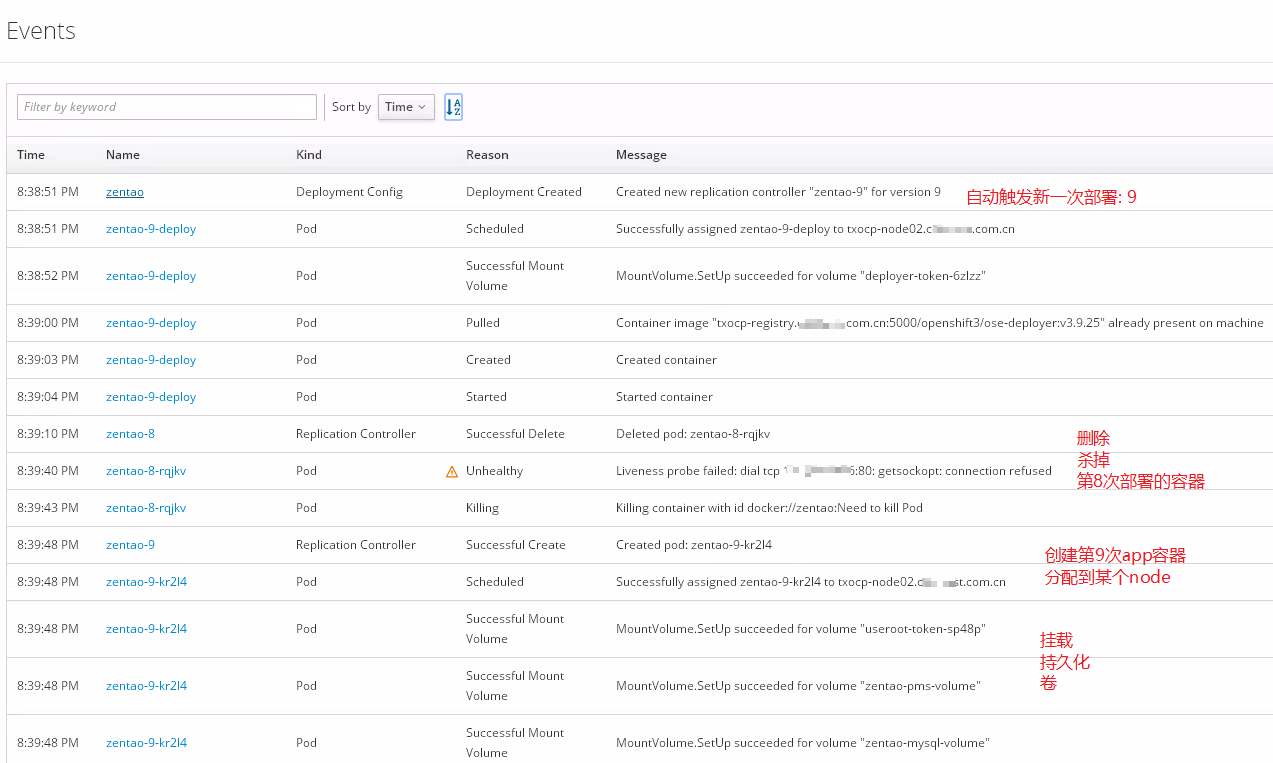 Events
Filter by keyword Sort by Time
Time Name Kind Reason Message
8:38:51 PM zentao Deployment Config Deployment Created Created new replication controller "zentao-9" for version 9 自动触发新一次部署: 9
8:38:51 PM zentao-9-deploy Pod Scheduled Successfully assigned zentao-9-deploy to txocp-node02.c .com.cn
8:38:52 PM zentao-9-deploy Pod Successful Mount Volume MountVolume.SetUp succeeded for volume "deployer-token-6zlzz"
8:39:00 PM zentao-9-deploy Pod Pulled Container image "txocp-registry. com.cn:5000/openshift3/ose-deployer:v3.9.25" already present on machine
8:39:03 PM zentao-9-deploy Pod Created Created container
8:39:04 PM zentao-9-deploy Pod Started Started container
8:39:10 PM zentao-8 Replication Controller Successful Delete Deleted pod: zentao-8-rqjkv 删除
8:39:40 PM zentao-8-rqjkv Pod Unhealthy Liveness probe failed: dial tcp :80: getsockopt: connection refused 杀掉
第8次部署的容器
8:39:43 PM zentao-8-rqjkv Pod Killing Killing container with id docker://zentao:Need to kill Pod
8:39:48 PM zentao-9 Replication Controller Successful Create Created pod: zentao-9-kr2l4 创建第9次app容器
8:39:48 PM zentao-9-kr2l4 Pod Scheduled Successfully assigned zentao-9-kr2l4 to txocp-node02.c st.com.cn 分配到某个node
8:39:48 PM zentao-9-kr2l4 Pod Successful Mount Volume MountVolume.SetUp succeeded for volume "useroot-token-sp48p" 挂载
持久化
卷
8:39:48 PM zentao-9-kr2l4 Pod Successful Mount Volume MountVolume.SetUp succeeded for volume "zentao-pms-volume"
8:39:48 PM zentao-9-kr2l4 Pod Successful Mount Volume MountVolume.SetUp succeeded for volume "zentao-mysql-volume"